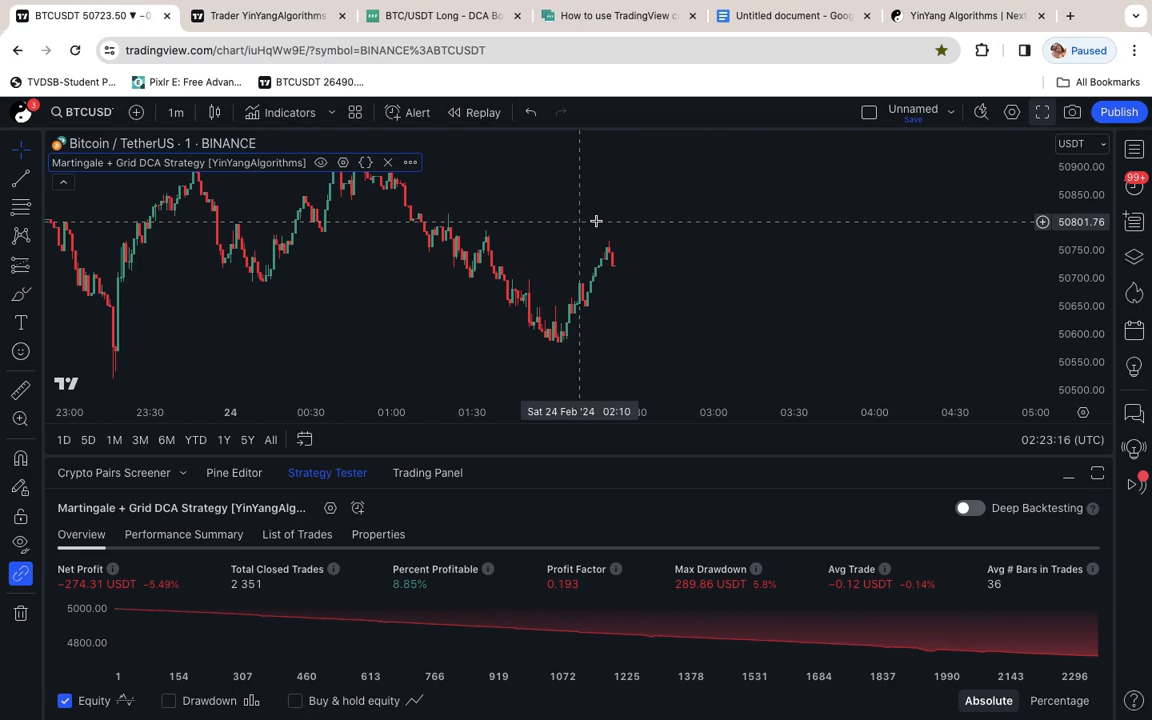 BTCUSDT 50723.50 ▼ −0
Trader YinYangAlgorithms
BTC/USDT Long - DCA Bo
How to use TradingView c
Untitled document - Goog
YinYang Algorithms | Next
tradingview.com/chart/iuHqWw9E/?symbol=BINANCE%3ABTCUSDT
Paused
TVDSB-Student P...
Pixlr E: Free Advan...
BTCUSDT 26490....
All Bookmarks
3
BTCUSD
1m
Indicators
Alert
Replay
Unnamed
Save
Publish
Bitcoin / TetherUS · 1 · BINANCE
USDT
Martingale + Grid DCA Strategy [YinYangAlgorithms]
50900.00
99+
50850.00
50801.76
50750.00
50700.00
50650.00
50600.00
50550.00
50500.00
23:00
23:30
24
00:30
01:00
01:30
Sat 24 Feb '24 02:10
30
03:00
03:30
04:00
04:30
05:00
1D
5D
1M
3M
6M
YTD
1Y
5Y
All
02:23:16 (UTC)
Crypto Pairs Screener
Pine Editor
Strategy Tester
Trading Panel
Martingale + Grid DCA Strategy [YinYangAlg...
Deep Backtesting
Overview
Performance Summary
List of Trades
Properties
Net Profit
Total Closed Trades
Percent Profitable
Profit Factor
Max Drawdown
Avg Trade
Avg # Bars in Trades
−274.31 USDT −5.49%
2 351
8.85%
0.193
289.86 USDT 5.8%
−0.12 USDT −0.14%
36
5000.00
4800.00
1
154
307
460
613
766
919
1072
1225
1378
1531
1684
1837
1990
2143
2296
Equity
Drawdown
Buy & hold equity
Absolute
Percentage